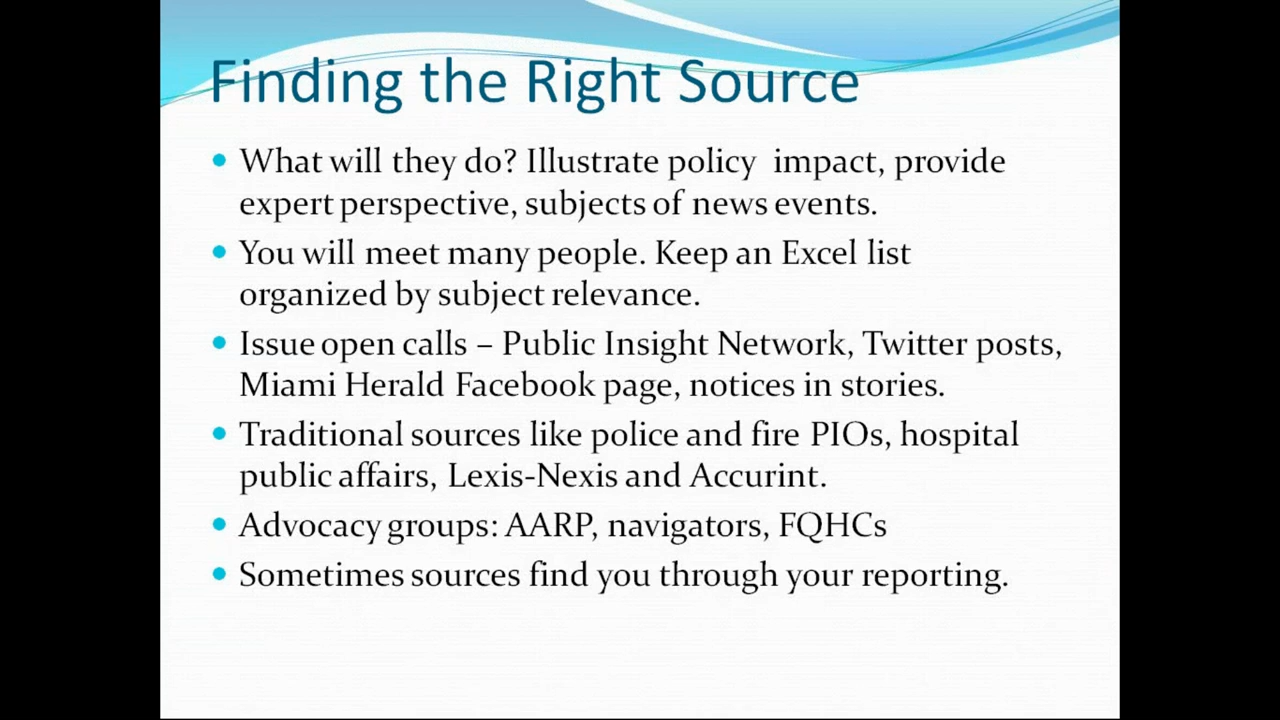 Finding the Right Source
• What will they do? Illustrate policy  impact, provide
expert perspective, subjects of news events.
• You will meet many people. Keep an Excel list
organized by subject relevance.
• Issue open calls – Public Insight Network, Twitter posts,
Miami Herald Facebook page, notices in stories.
• Traditional sources like police and fire PIOs, hospital
public affairs, Lexis-Nexis and Accurint.
• Advocacy groups: AARP, navigators, FQHCs
• Sometimes sources find you through your reporting.